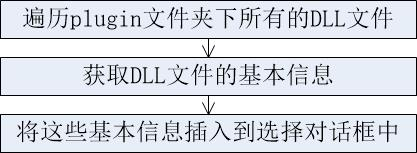 遍历plugin文件夹下所有的DLL文件
获取DLL文件的基本信息
将这些基本信息插入到选择对话框中